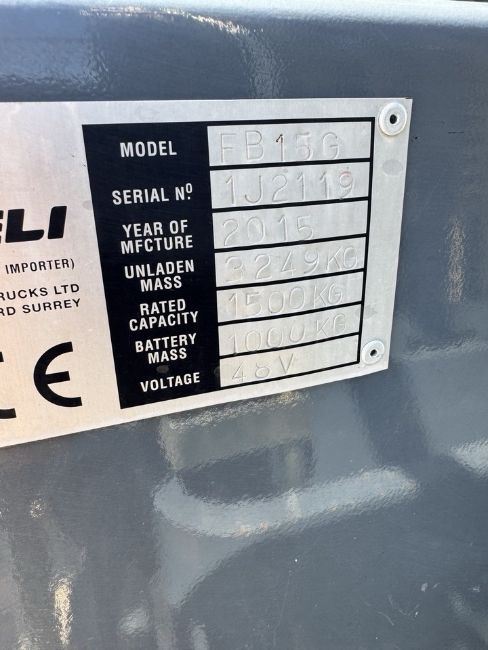 ELI
IMPORTER)
RUCKS LTD
RD SURREY
CE
MODEL FB15G
SERIAL Nº 1J2119
YEAR OF MFCTURE 2015
UNLADEN MASS 3249KG
RATED CAPACITY 1500KG
BATTERY MASS 1000KG
VOLTAGE 48V